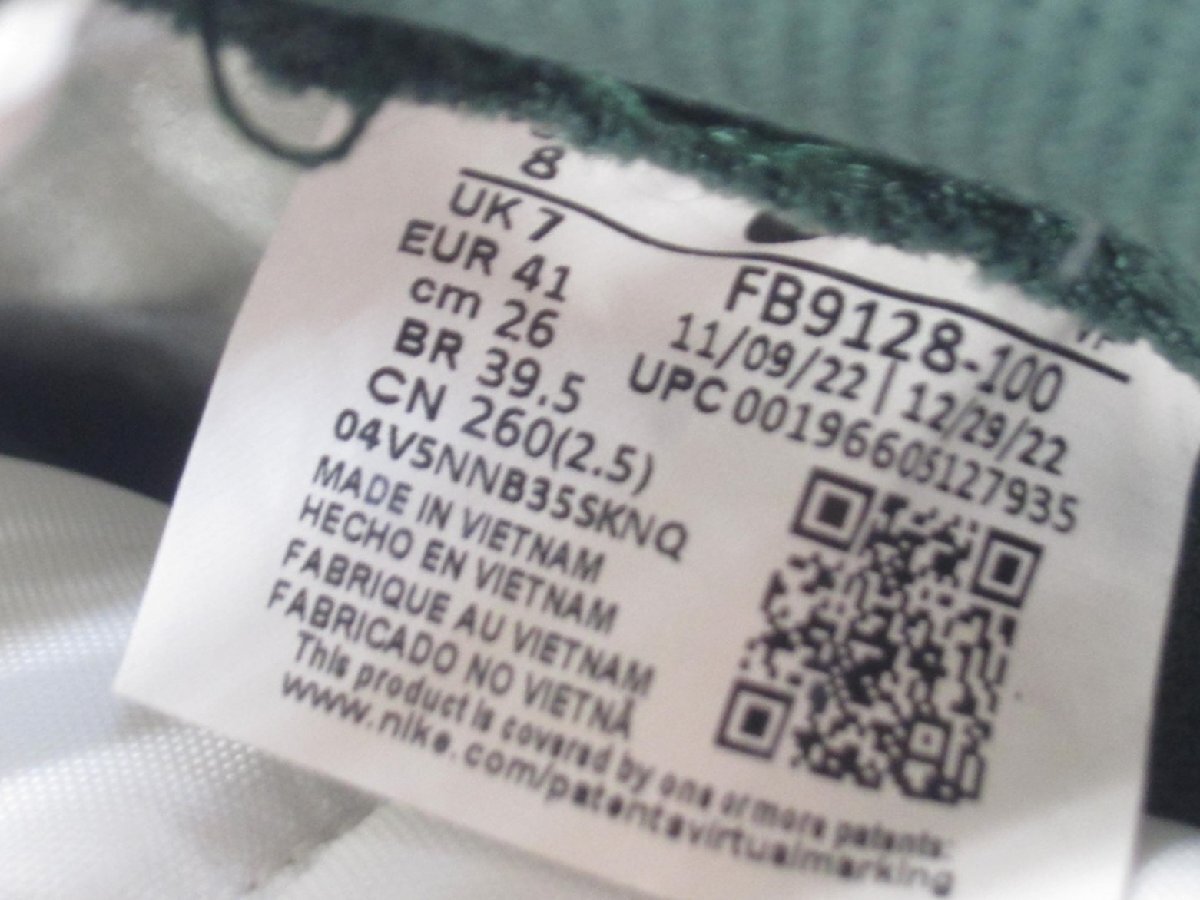 8
UK 7
EUR 41
cm 26
BR 39.5
CN 260(2.5)
04V5NNB35SKNQ
MADE IN VIETNAM
HECHO EN VIETNAM
FABRIQUE AU VIETNAM
FABRICADO NO VIETNÃ
This product is covered by one or more patents:
www.nike.com/patentsvirtualmarking
FB9128-100
11/09/22 | 12/29/22
UPC 00196605127935